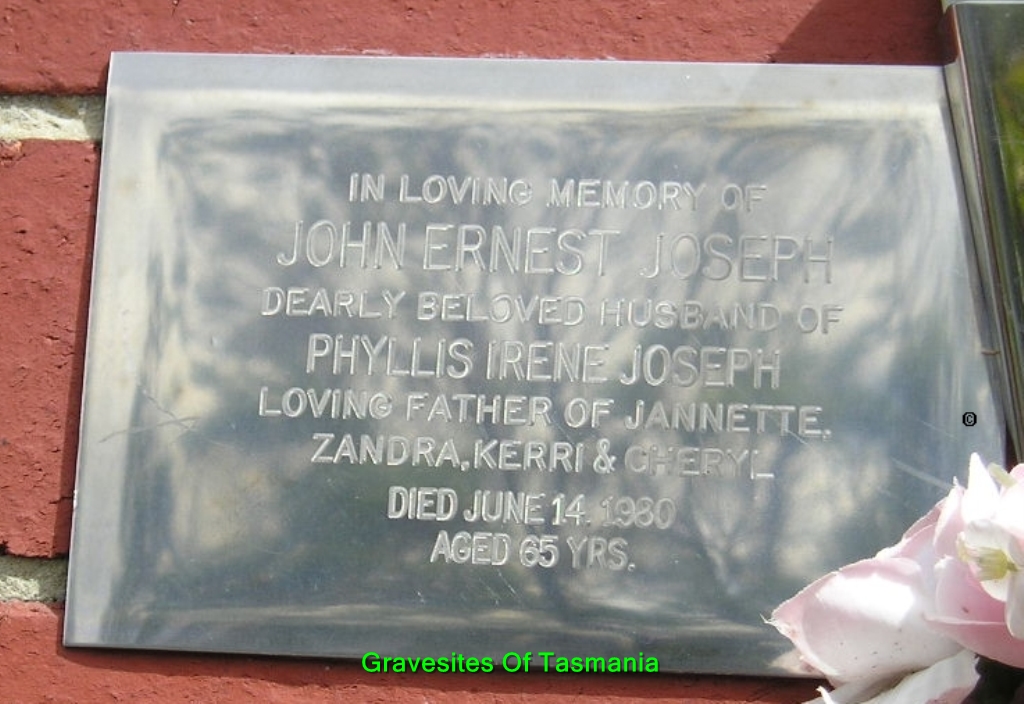 IN LOVING MEMORY OF
JOHN ERNEST JOSEPH
DEARLY BELOVED HUSBAND OF
PHYLLIS IRENE JOSEPH
LOVING FATHER OF JANNETTE,
ZANDRA, KERRI & CHERYL
DIED JUNE 14. 1980
AGED 65 YRS.
©
Gravesites Of Tasmania